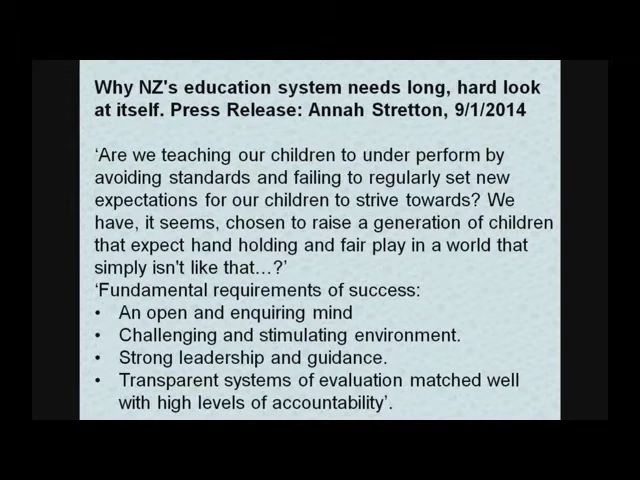 Why NZ's education system needs long, hard look
at itself. Press Release: Annah Stretton, 9/1/2014
‘Are we teaching our children to under perform by
avoiding standards and failing to regularly set new
expectations for our children to strive towards? We
have, it seems, chosen to raise a generation of children
that expect hand holding and fair play in a world that
simply isn't like that…?’
‘Fundamental requirements of success:
• An open and enquiring mind
• Challenging and stimulating environment.
• Strong leadership and guidance.
• Transparent systems of evaluation matched well
with high levels of accountability’.